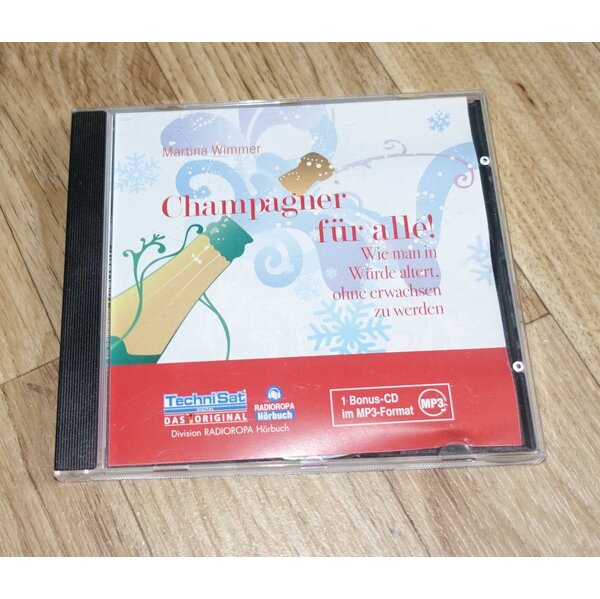 Martina Wimmer
Champagner
für alle!
Wie man in
Würde altert,
ohne erwachsen
zu werden
TechniSat
DIGITAL
DAS ORIGINAL
RADIOROPA
Hörbuch
Division RADIOROPA Hörbuch
1 Bonus-CD
im MP3-Format
MP3